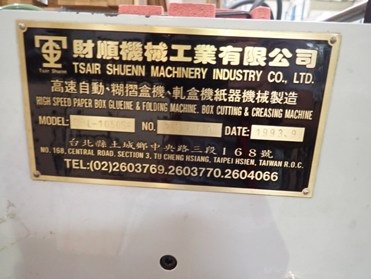 財順機械工業有限公司
Tsair Shuenn
TSAIR SHUENN MACHINERY INDUSTRY CO., LTD.
高速自動、糊摺盒機、軋盒機紙器機械製造
HIGH SPEED PAPER BOX GLUEING & FOLDING MACHINE. BOX CUTTING & CREASING MACHINE
MODEL: NO. DATE: 1993.9
台北縣土城鄉中央路三段168號
NO. 168, CENTRAL ROAD, SECTION 3, TU CHENG HSIANG, TAIPEI HSIEN, TAIWAN R.O.C.
TEL:(02)2603769.2603770.2604066